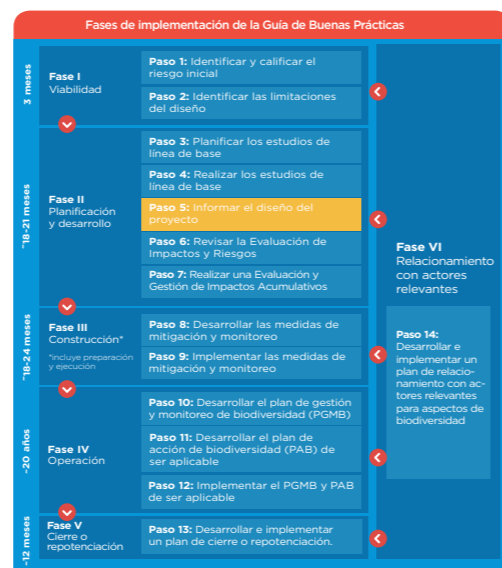 Fases de implementación de la Guía de Buenas Prácticas
3 meses
Fase I
Viabilidad
Paso 1: Identificar y calificar el
riesgo inicial
Paso 2: Identificar las limitaciones
del diseño
~18-21 meses
Fase II
Planificación
y desarrollo
Paso 3: Planificar los estudios de
línea de base
Paso 4: Realizar los estudios de
línea de base
Paso 5: Informar el diseño del
proyecto
Paso 6: Revisar la Evaluación de
Impactos y Riesgos
Paso 7: Realizar una Evaluación y
Gestión de Impactos Acumulativos
~18-24 meses
Fase III
Construcción*
*incluye preparación
y ejecución
Paso 8: Desarrollar las medidas de
mitigación y monitoreo
Paso 9: Implementar las medidas de
mitigación y monitoreo
~20 años
Fase IV
Operación
Paso 10: Desarrollar el plan de gestión
y monitoreo de biodiversidad (PGMB)
Paso 11: Desarrollar el plan de
acción de biodiversidad (PAB) de
ser aplicable
Paso 12: Implementar el PGMB y PAB
de ser aplicable
~12 meses
Fase V
Cierre o
repotenciación
Paso 13: Desarrollar e implementar
un plan de cierre o repotenciación.
Fase VI
Relacionamiento
con actores
relevantes
Paso 14:
Desarrollar e
implementar un
plan de relacio-
namiento con ac-
tores relevantes
para aspectos de
biodiversidad